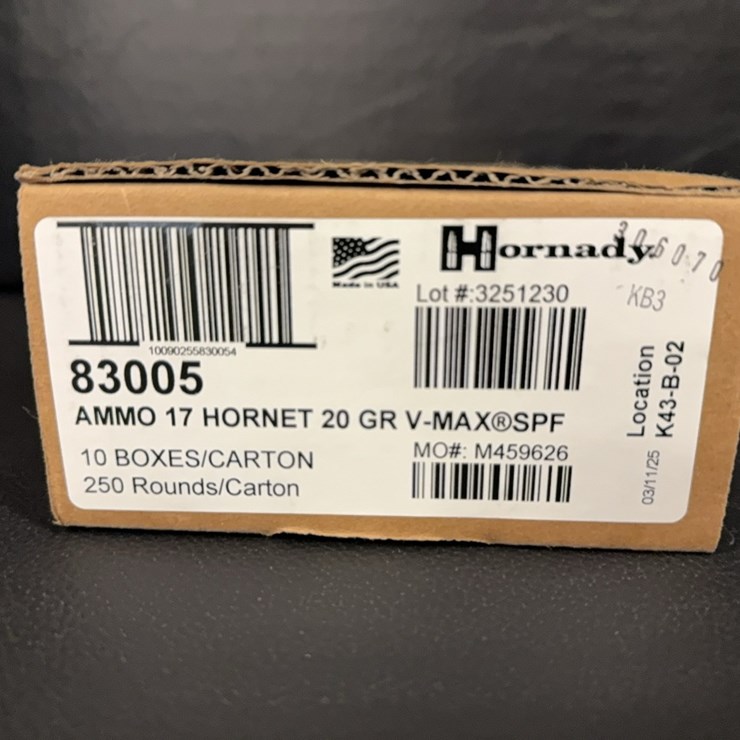 10090255830054
83005
AMMO 17 HORNET 20 GR V-MAX®SPF
10 BOXES/CARTON
250 Rounds/Carton
Made in USA
Hornady
306070
KB3
Lot #:3251230
MO#: M459626
Location
K43-B-02
03/11/25